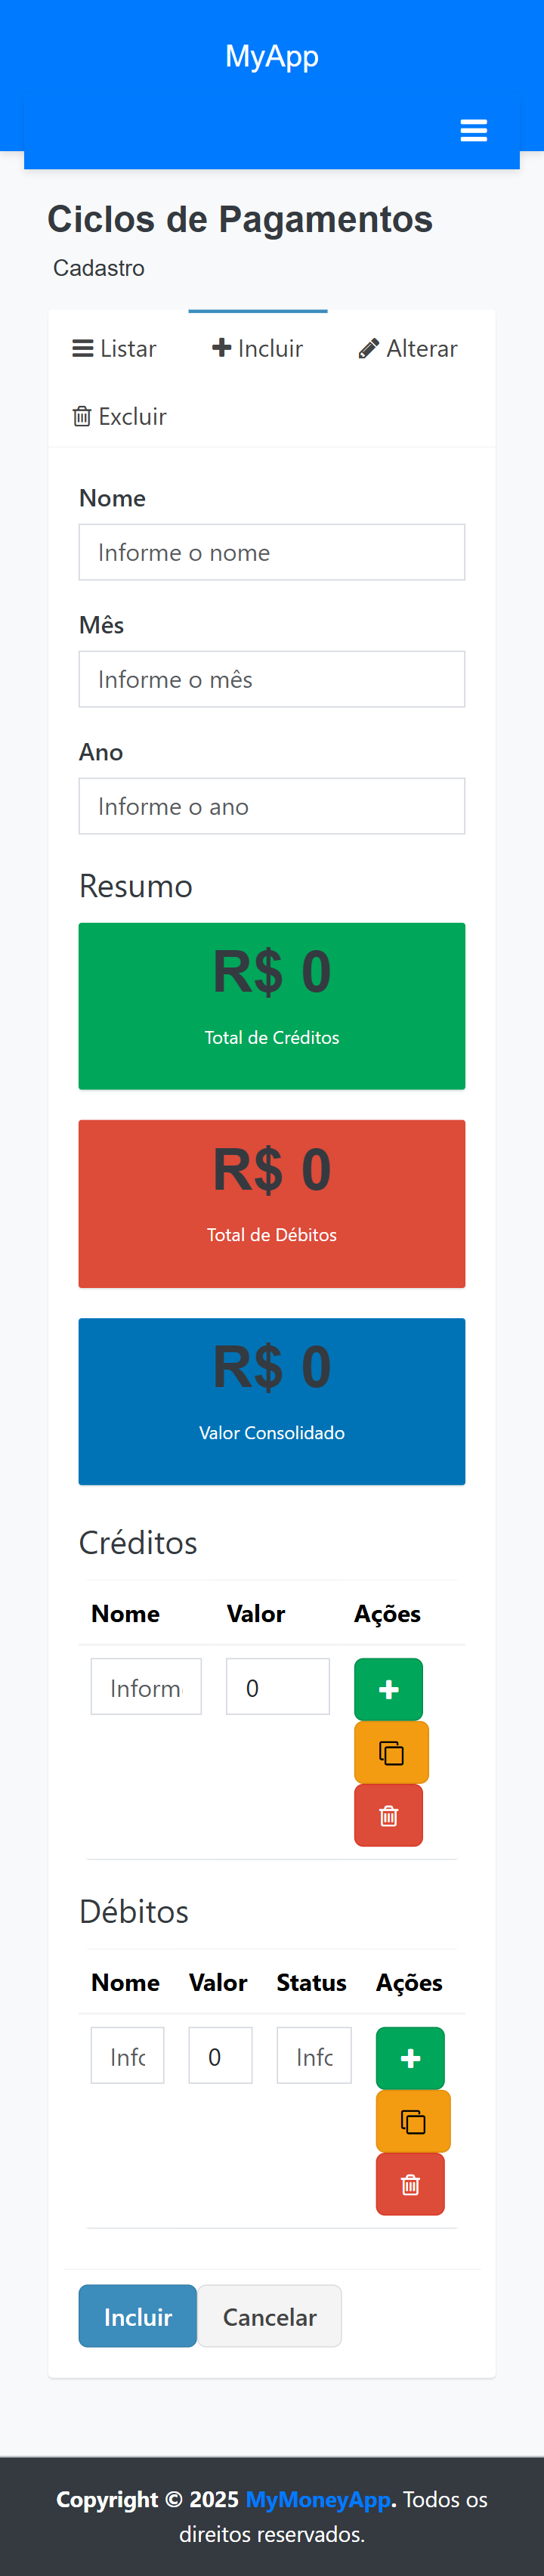 MyApp
Ciclos de Pagamentos
Cadastro
Listar
Incluir
Alterar
Excluir
Nome
Informe o nome
Mês
Informe o mês
Ano
Informe o ano
Resumo
R$ 0
Total de Créditos
R$ 0
Total de Débitos
R$ 0
Valor Consolidado
Créditos
Nome Valor Ações
Inform 0
Débitos
Nome Valor Status Ações
Info 0 Info
Incluir Cancelar
Copyright © 2025 MyMoneyApp. Todos os
direitos reservados.